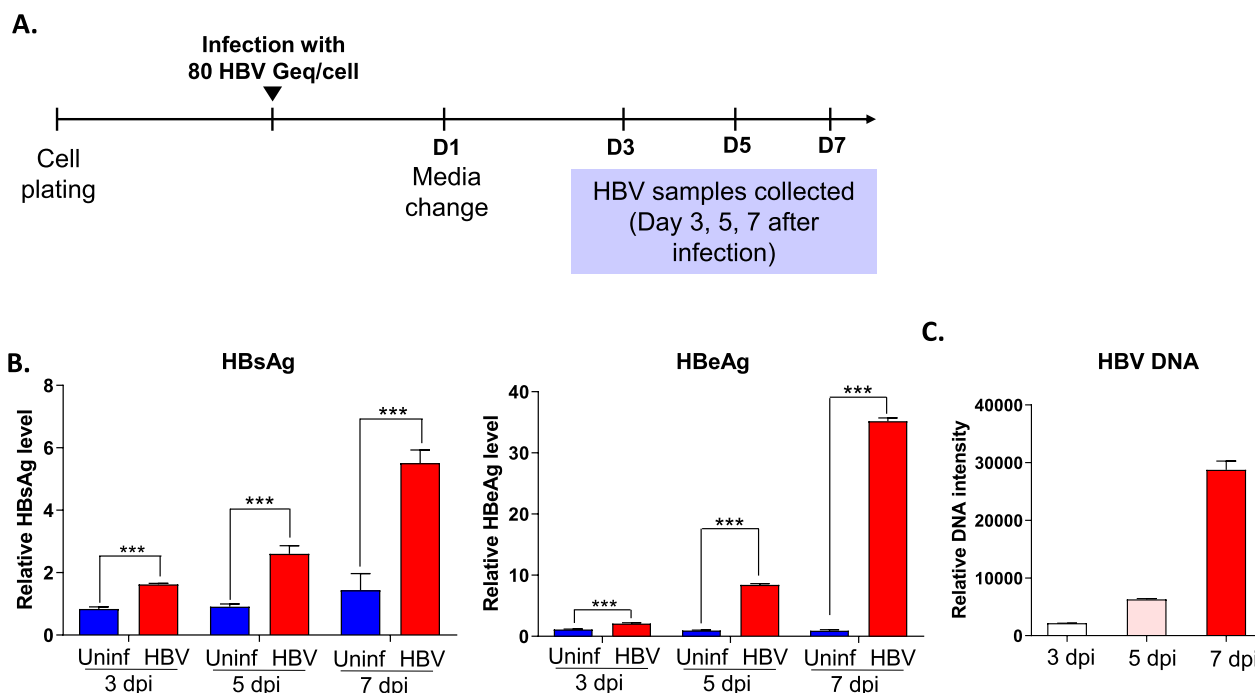 A.
Infection with
80 HBV Geq/cell
D1
D3
D5
D7
Cell
plating
Media
change
HBV samples collected
(Day 3, 5, 7 after
infection)
B.
HBsAg
Relative HBsAg level
8
6
4
2
0
***
***
***
Uninf HBV Uninf HBV Uninf HBV
3 dpi 5 dpi 7 dpi
HBeAg
Relative HBeAg level
40
30
20
10
0
***
***
***
Uninf HBV Uninf HBV Uninf HBV
3 dpi 5 dpi 7 dpi
C.
HBV DNA
Relative DNA intensity
40000
30000
20000
10000
0
3 dpi 5 dpi 7 dpi